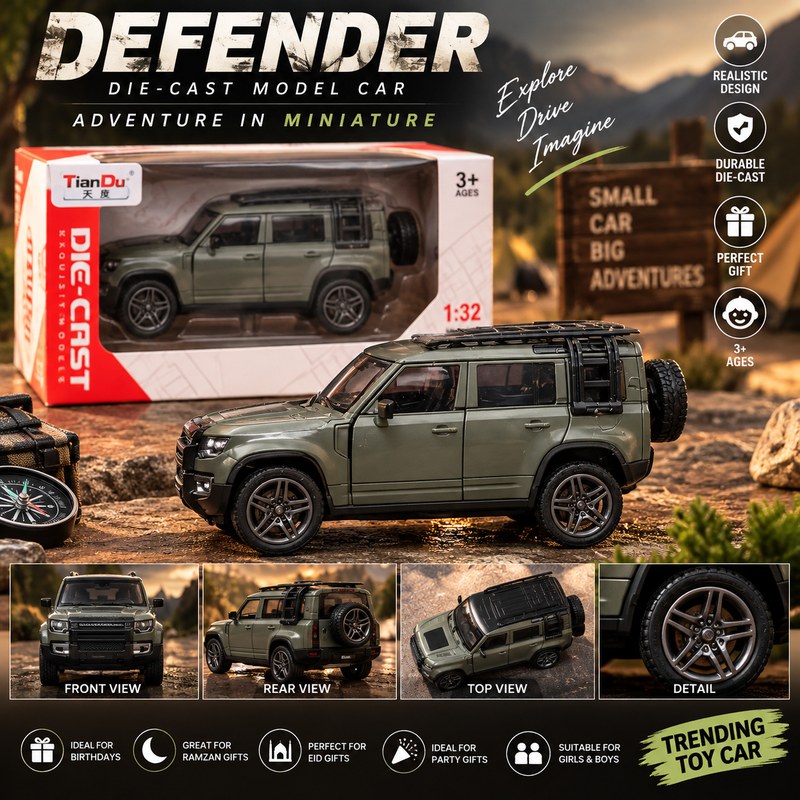 DEFENDER
DIE-CAST MODEL CAR
ADVENTURE IN MINIATURE
Explore
Drive
Imagine
REALISTIC
DESIGN
DURABLE
DIE-CAST
PERFECT
GIFT
3+
AGES
TianDu
天度
3+
AGES
DIE-CAST
1:32
SMALL
CAR
BIG
ADVENTURES
FRONT VIEW
REAR VIEW
TOP VIEW
DETAIL
IDEAL FOR
BIRTHDAYS
GREAT FOR
RAMZAN GIFTS
PERFECT FOR
EID GIFTS
IDEAL FOR
PARTY GIFTS
SUITABLE FOR
GIRLS & BOYS
TRENDING
TOY CAR